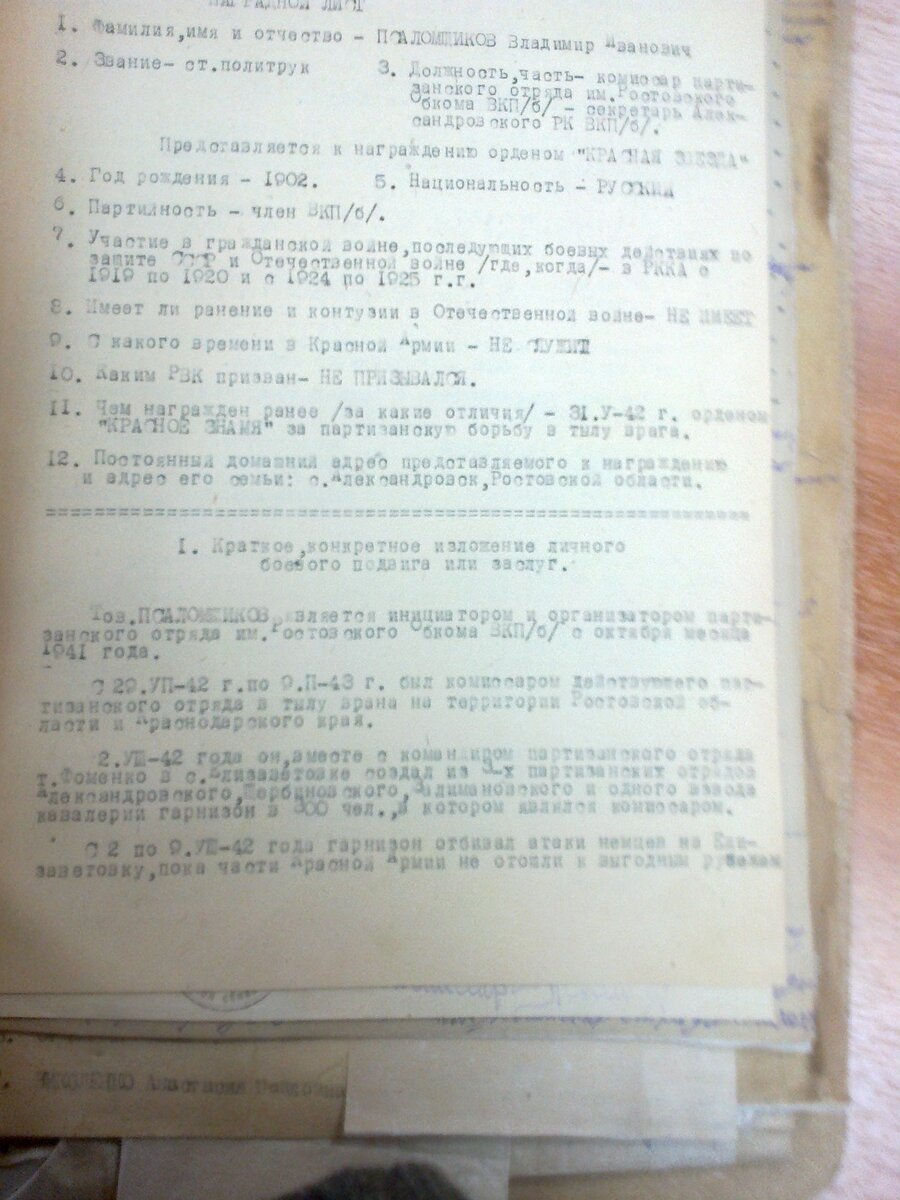 НАГРАДНОЙ ЛИСТ
1. Фамилия,имя и отчество - ПСАЛОМЩИКОВ Владимир Иванович
2. Звание- ст.политрук
3. Должность,часть- комиссар парти-
занского отряда им.Ростовского
Обкома ВКП/б/ - секретарь Алек-
сандровского РК ВКП/б/.
Представляется к награждению орденом "КРАСНАЯ ЗВЕЗДА"
4. Год рождения - 1902.
5. Национальность - РУССКИЙ
6. Партийность - член ВКП/б/.
7. Участие в гражданской войне,последующих боевых действиях по
защите СССР и Отечественной войне /где,когда/- в РККА с
1919 по 1920 и с 1924 по 1925 г.г.
8. Имеет ли ранение и контузии в Отечественной войне- НЕ ИМЕЕТ
9. С какого времени в Красной Армии - НЕ СЛУЖИТ
10. Каким РВК призван- НЕ ПРИЗЫВАЛСЯ.
11. Чем награжден ранее /за какие отличия/ - 31.У-42 г. орденом
"КРАСНОЕ ЗНАМЯ" за партизанскую борьбу в тылу врага.
12. Постоянный домашний адрес представляемого к награждению
и адрес его семьи: с.Александровск,Ростовской области.
I. Краткое,конкретное изложение личного
боевого подвига или заслуг.
Тов.ПСАЛОМЩИКОВ является инициатором и организатором парти-
занского отряда им.Ростовского Обкома ВКП/б/ с октября месяца
1941 года.
С 29.УП-42 г.по 9.П-43 г. был комиссаром действующего пар-
тизанского отряда в тылу врага на территории Ростовской об-
ласти и Краснодарского края.
2.УШ-42 года он,вместе с командиром партизанского отряда
т.Фоменко в с.Елизаветовке создал из 3-х партизанских отрядов
Александровского,Щербиновского, и одного взвода
кавалерии гарнизон в 300 чел.,в котором являлся комиссаром.
С 2 по 9.УШ-42 года гарнизон отбивал атаки немцев на Ели-
заветовку,пока части Красной Армии не отошли к выгодным рубежам
Анастасия